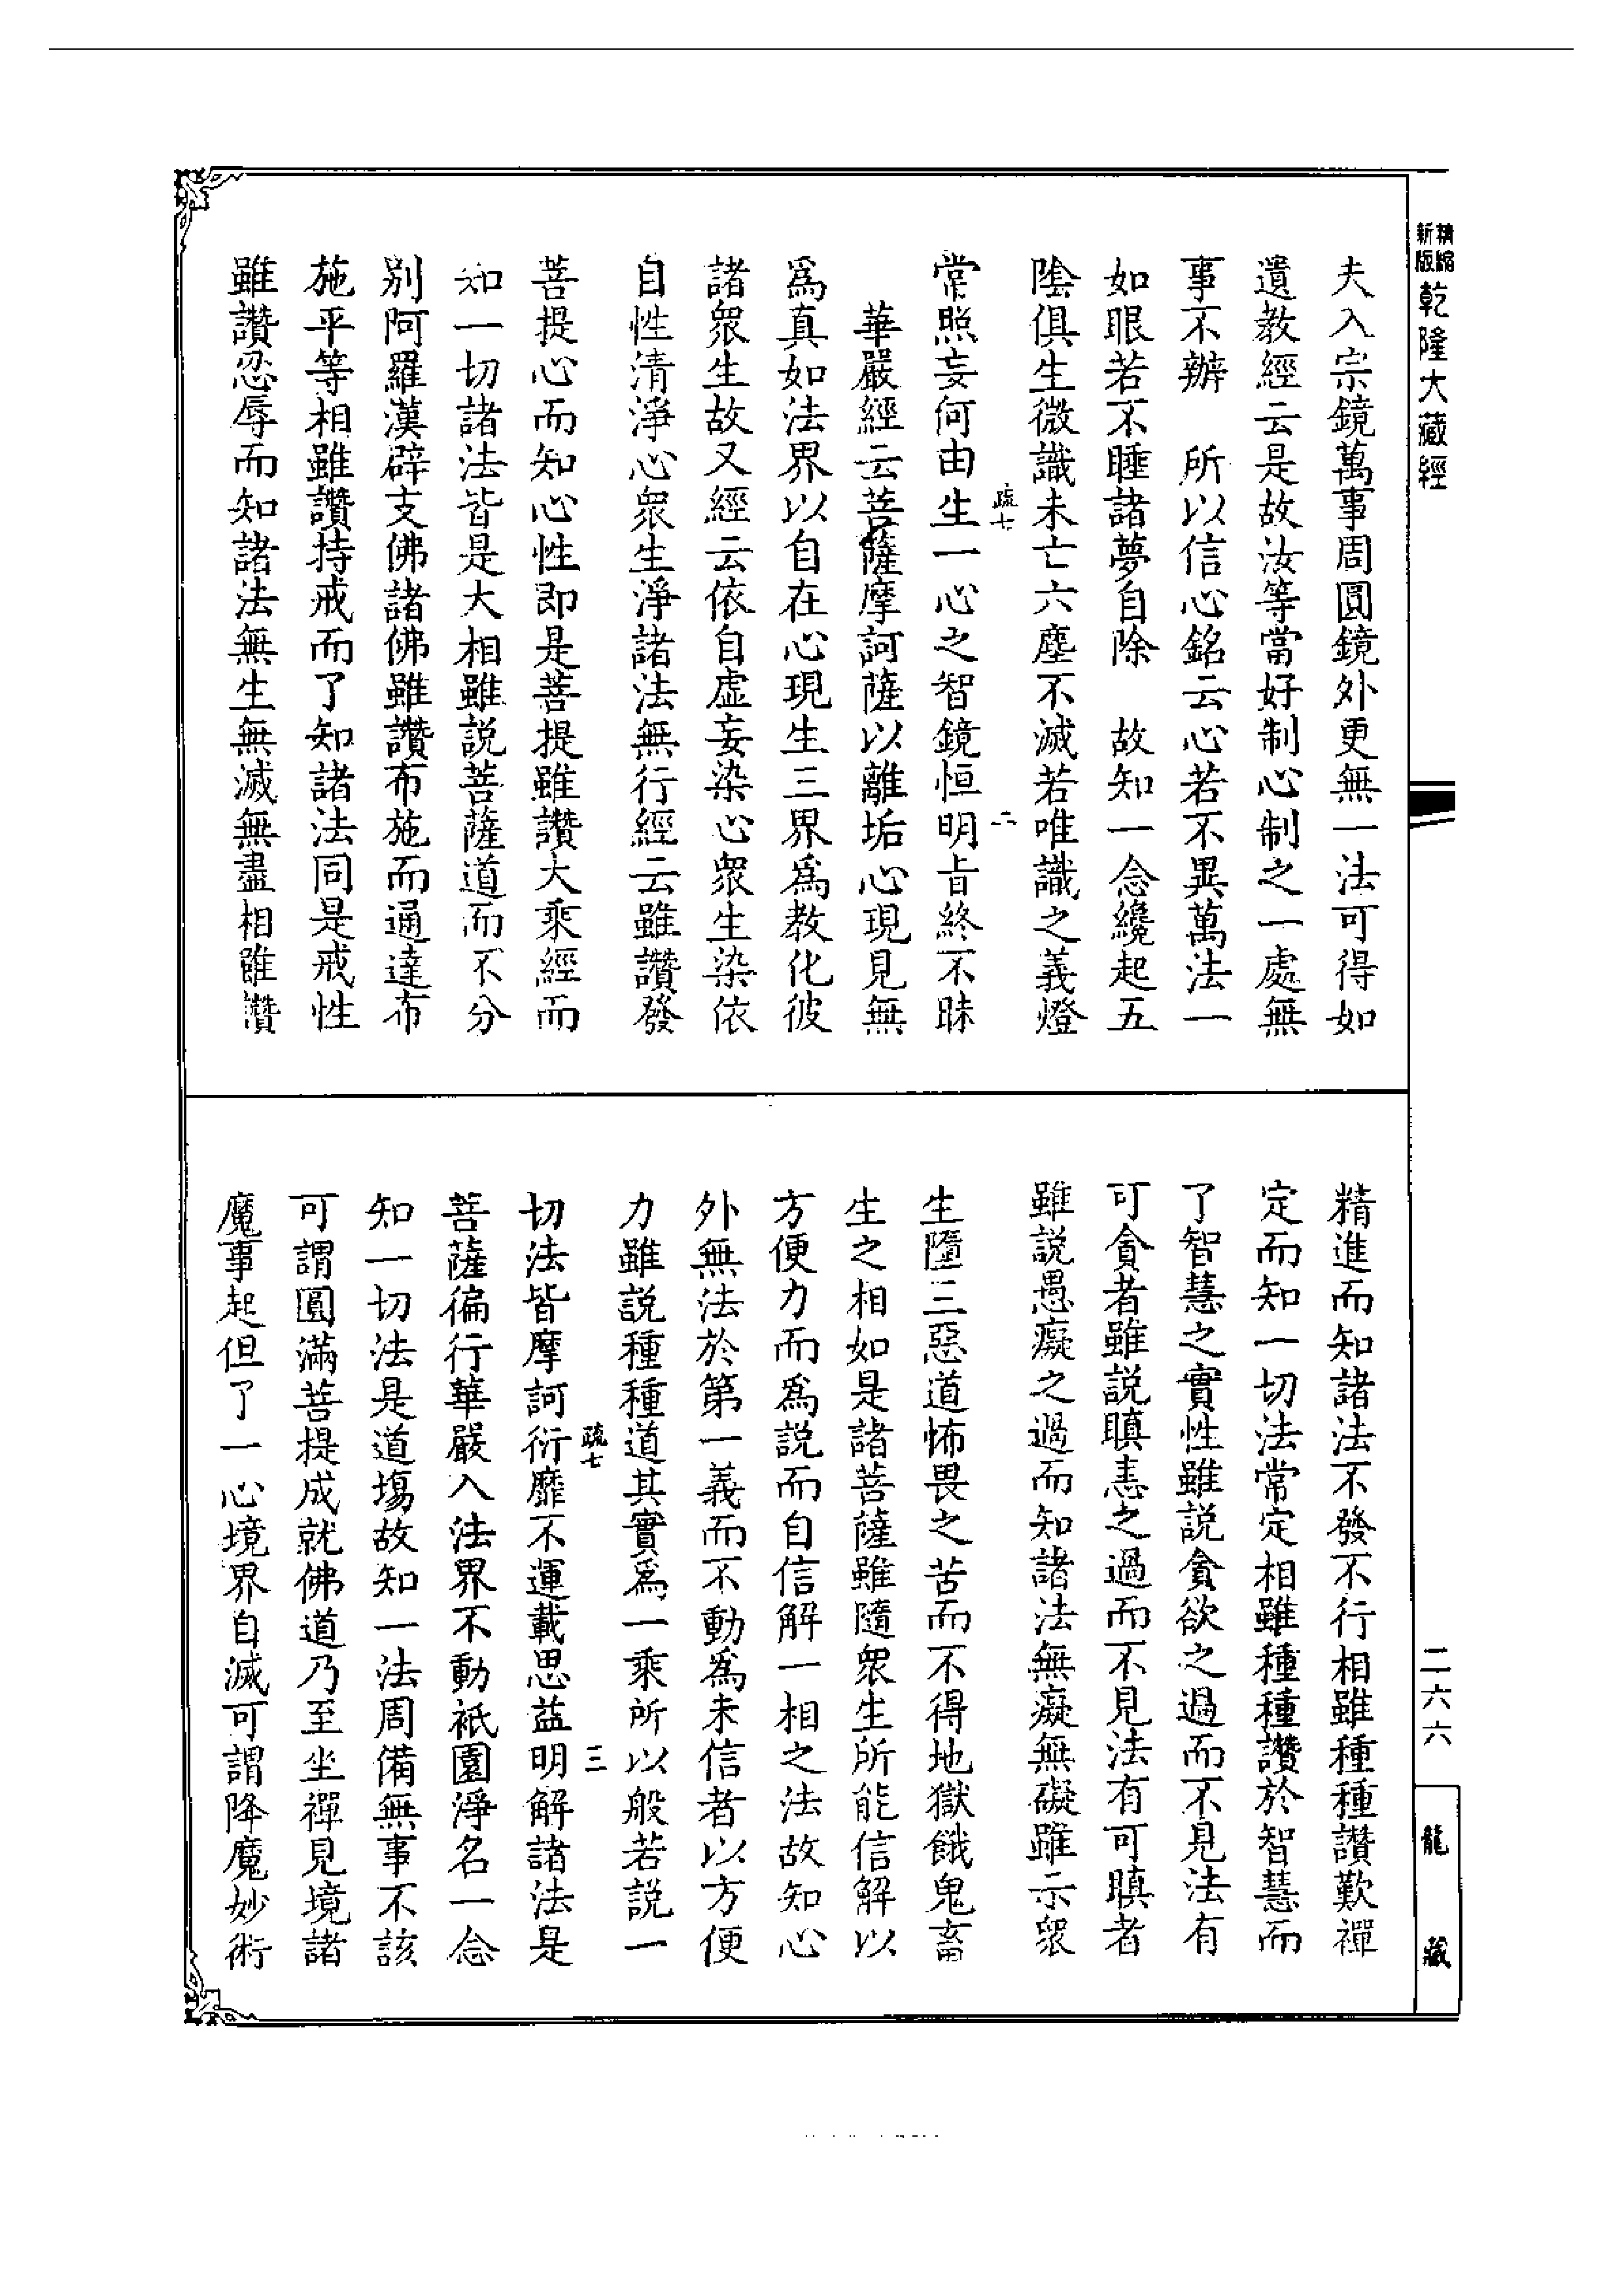 精縮新版乾隆大藏經
夫入宗鏡萬事周圓鏡外更無一法可得如
遺教經云是故汝等當好制心制之一處無
事不辦　所以信心銘云心若不異萬法一
如眼若不睡諸夢自除　故知一念纔起五
陰俱生微識未亡六塵不滅若唯識之義燈
疏七　二
常照妄何由生一心之智鏡恒明旨終不昧
華嚴經云菩薩摩訶薩以離垢心現見無
爲真如法界以自在心現生三界爲教化彼
諸衆生故又經云依自虛妄染心衆生染依
自性清淨心衆生淨諸法無行經云雖讚發
菩提心而知心性即是菩提雖讚大乘經而
知一切諸法皆是大相雖説菩薩道而不分
别阿羅漢辟支佛諸佛雖讚布施而通達布
施平等相雖讚持戒而了知諸法同是戒性
雖讚忍辱而知諸法無生無滅無盡相雖讚
精進而知諸法不發不行相雖種種讚歎禪
定而知一切法常定相雖種種讚於智慧而
了智慧之實性雖説貪欲之過而不見法有
可貪者雖説瞋恚之過而不見法有可瞋者
雖説愚癡之過而知諸法無癡無礙雖示衆
生墮三惡道怖畏之苦而不得地獄餓鬼畜
生之相如是諸菩薩雖隨衆生所能信解以
方便力而爲説而自信解一相之法故知心
外無法於第一義而不動爲未信者以方便
力雖説種種道其實爲一乘所以般若説一
疏七　三
切法皆摩訶衍靡不運載思益明解諸法是
菩薩徧行華嚴入法界不動祇園淨名一念
知一切法是道場故知一法周備無事不該
可謂圓滿菩提成就佛道乃至坐禪見境諸
魔事起但了一心境界自滅可謂降魔妙術
二六六
龍藏